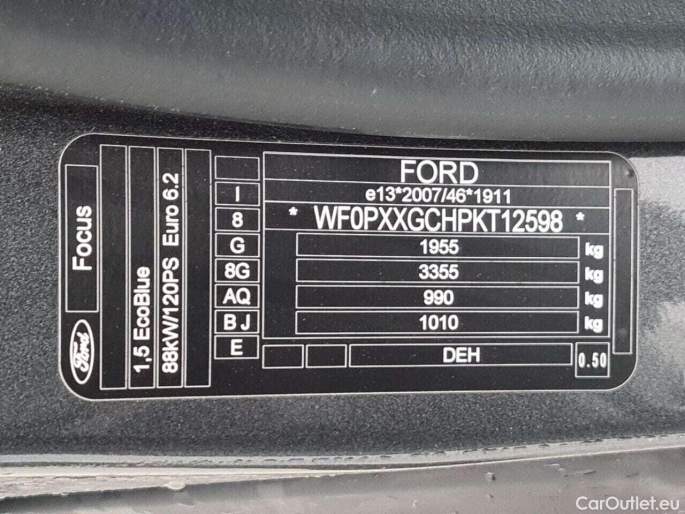 Ford
Focus
1,5 EcoBlue
88kW/120PS Euro 6.2
I
8
G
8G
AQ
B J
E
FORD
e13*2007/46*1911
* WF0PXXGCHPKT12598 *
1955 kg
3355 kg
990 kg
1010 kg
DEH 0.50
CarOutlet.eu